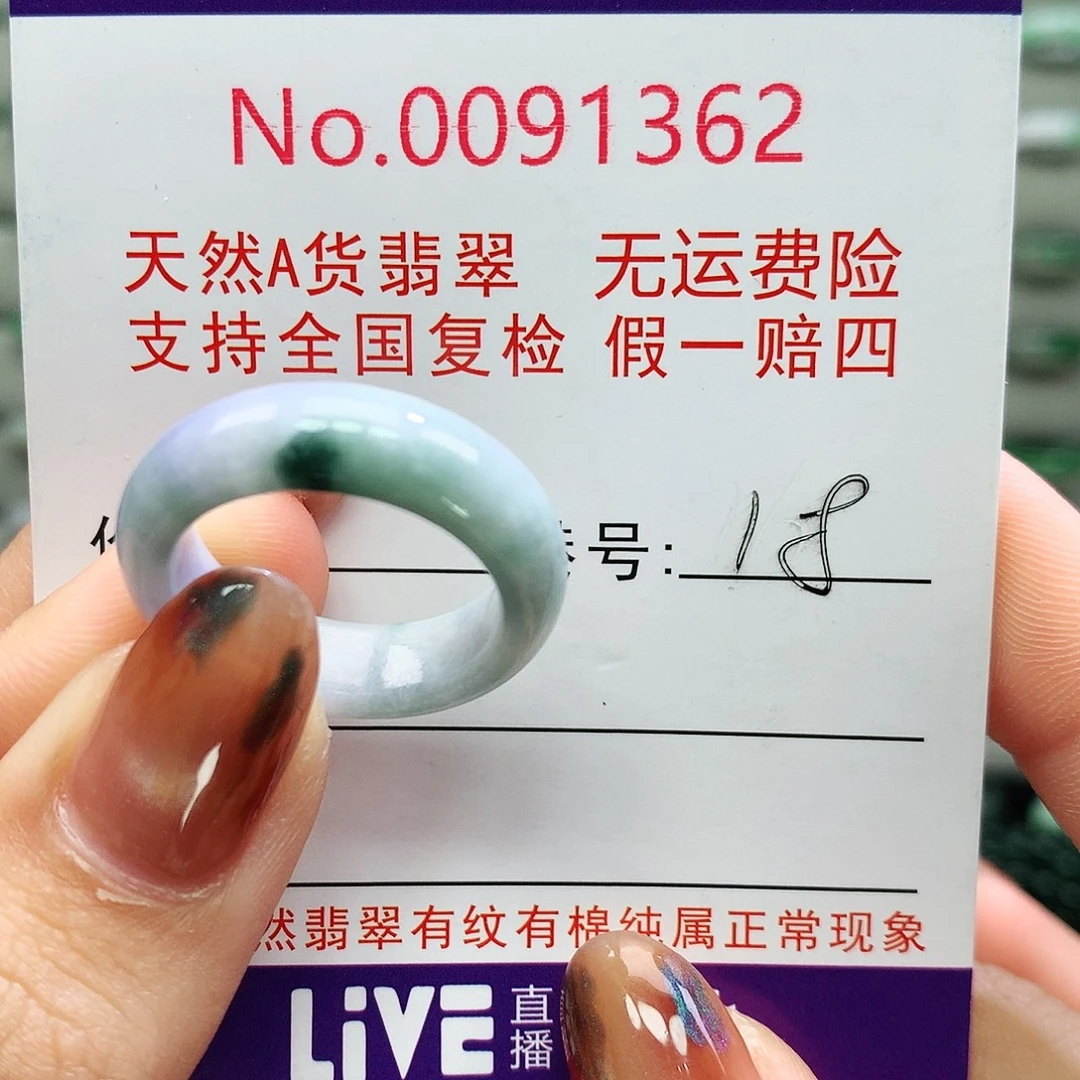 No.0091362
天然A货翡翠 无运费险
支持全国复检 假一赔四
号: 18
然翡翠有纹有棉纯属正常现象
LiVE 直播